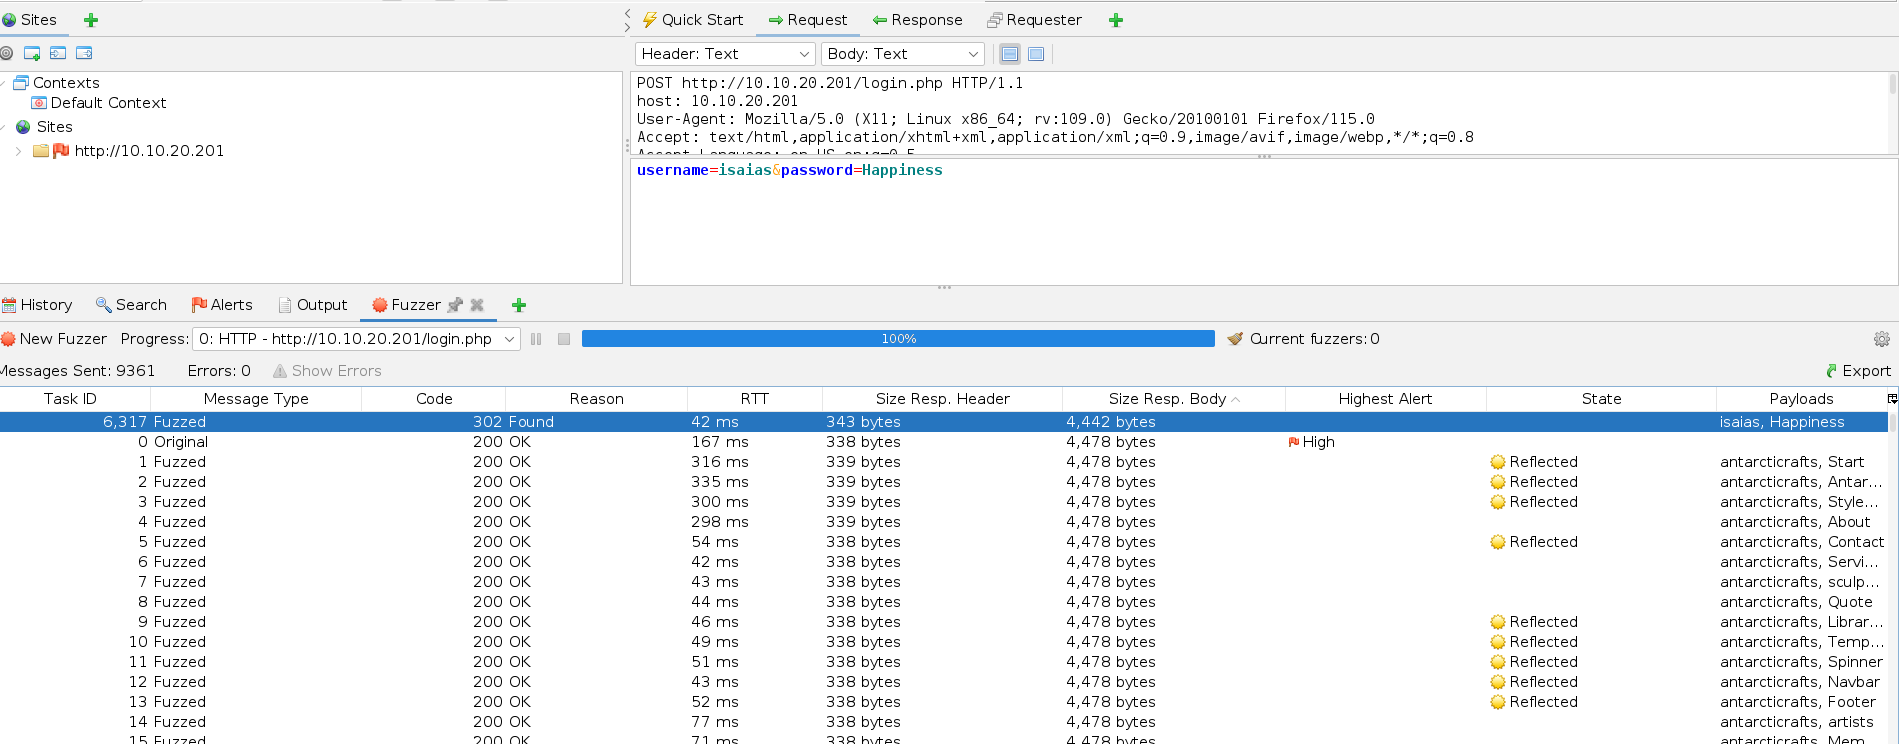 Sites
Quick Start Request Response Requester
Header: Text Body: Text
Contexts
Default Context
Sites
http://10.10.20.201
POST http://10.10.20.201/login.php HTTP/1.1
host: 10.10.20.201
User-Agent: Mozilla/5.0 (X11; Linux x86_64; rv:109.0) Gecko/20100101 Firefox/115.0
Accept: text/html,application/xhtml+xml,application/xml;q=0.9,image/avif,image/webp,*/*;q=0.8
username=isaias&password=Happiness
History Search Alerts Output Fuzzer
New Fuzzer Progress: 0: HTTP - http://10.10.20.201/login.php 100% Current fuzzers: 0
Messages Sent: 9361 Errors: 0 Show Errors Export
Task ID Message Type Code Reason RTT Size Resp. Header Size Resp. Body Highest Alert State Payloads
6,317 Fuzzed 302 Found 42 ms 343 bytes 4,442 bytes isaias, Happiness
0 Original 200 OK 167 ms 338 bytes 4,478 bytes High
1 Fuzzed 200 OK 316 ms 339 bytes 4,478 bytes Reflected antarcticrafts, Start
2 Fuzzed 200 OK 335 ms 339 bytes 4,478 bytes Reflected antarcticrafts, Antar...
3 Fuzzed 200 OK 300 ms 339 bytes 4,478 bytes Reflected antarcticrafts, Style...
4 Fuzzed 200 OK 298 ms 339 bytes 4,478 bytes antarcticrafts, About
5 Fuzzed 200 OK 54 ms 338 bytes 4,478 bytes Reflected antarcticrafts, Contact
6 Fuzzed 200 OK 42 ms 338 bytes 4,478 bytes antarcticrafts, Servi...
7 Fuzzed 200 OK 43 ms 338 bytes 4,478 bytes antarcticrafts, sculp...
8 Fuzzed 200 OK 44 ms 338 bytes 4,478 bytes antarcticrafts, Quote
9 Fuzzed 200 OK 46 ms 338 bytes 4,478 bytes Reflected antarcticrafts, Librar...
10 Fuzzed 200 OK 49 ms 338 bytes 4,478 bytes Reflected antarcticrafts, Temp...
11 Fuzzed 200 OK 51 ms 338 bytes 4,478 bytes Reflected antarcticrafts, Spinner
12 Fuzzed 200 OK 43 ms 338 bytes 4,478 bytes Reflected antarcticrafts, Navbar
13 Fuzzed 200 OK 52 ms 338 bytes 4,478 bytes Reflected antarcticrafts, Footer
14 Fuzzed 200 OK 77 ms 338 bytes 4,478 bytes antarcticrafts, artists
15 Fuzzed 200 OK 71 ms 338 bytes 4,478 bytes antarcticrafts, Mem...